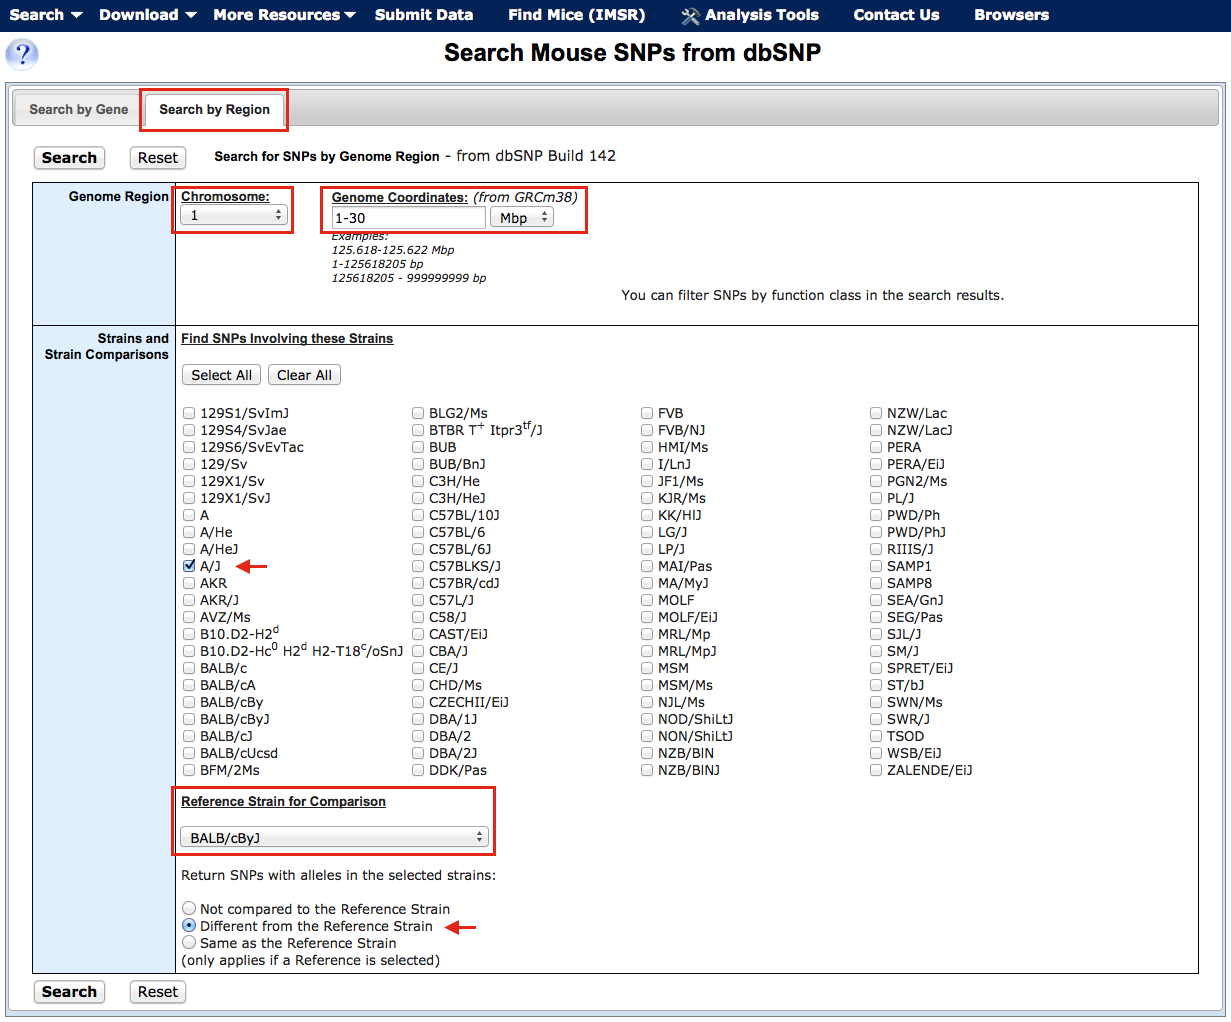 Search Download More Resources Submit Data Find Mice (IMSR) Analysis Tools Contact Us Browsers
?
Search Mouse SNPs from dbSNP
Search by Gene Search by Region
Search Reset Search for SNPs by Genome Region - from dbSNP Build 142
Genome Region Chromosome: Genome Coordinates: (from GRCm38)
1 1-30 Mbp
Examples:
125.618-125.622 Mbp
1-125618205 bp
125618205 - 999999999 bp
You can filter SNPs by function class in the search results.
Strains and
Strain Comparisons
Find SNPs Involving these Strains
Select All Clear All
129S1/SvImJ BLG2/Ms FVB NZW/Lac
129S4/SvJae BTBR T+ Itpr3tf/J FVB/NJ NZW/LacJ
129S6/SvEvTac BUB HMI/Ms PERA
129/Sv BUB/BnJ I/LnJ PERA/EiJ
129X1/Sv C3H/He JF1/Ms PGN2/Ms
129X1/SvJ C3H/HeJ KJR/Ms PL/J
A C57BL/10J KK/HlJ PWD/Ph
A/He C57BL/6 LG/J PWD/PhJ
A/HeJ C57BL/6J LP/J RIIIS/J
A/J C57BLKS/J MAI/Pas SAMP1
AKR C57BR/cdJ MA/MyJ SAMP8
AKR/J C57L/J MOLF SEA/GnJ
AVZ/Ms C58/J MOLF/EiJ SEG/Pas
B10.D2-H2d CAST/EiJ MRL/Mp SJL/J
B10.D2-Hc0 H2d H2-T18c/oSnJ CBA/J MRL/MpJ SM/J
BALB/c CE/J MSM SPRET/EiJ
BALB/cA CHD/Ms MSM/Ms ST/bJ
BALB/cBy CZECHII/EiJ NJL/Ms SWN/Ms
BALB/cByJ DBA/1J NOD/ShiLtJ SWR/J
BALB/cJ DBA/2 NON/ShiLtJ TSOD
BALB/cUcsd DBA/2J NZB/BlN WSB/EiJ
BFM/2Ms DDK/Pas NZB/BlNJ ZALENDE/EiJ
Reference Strain for Comparison
BALB/cByJ
Return SNPs with alleles in the selected strains:
Not compared to the Reference Strain
Different from the Reference Strain
Same as the Reference Strain
(only applies if a Reference is selected)
Search Reset